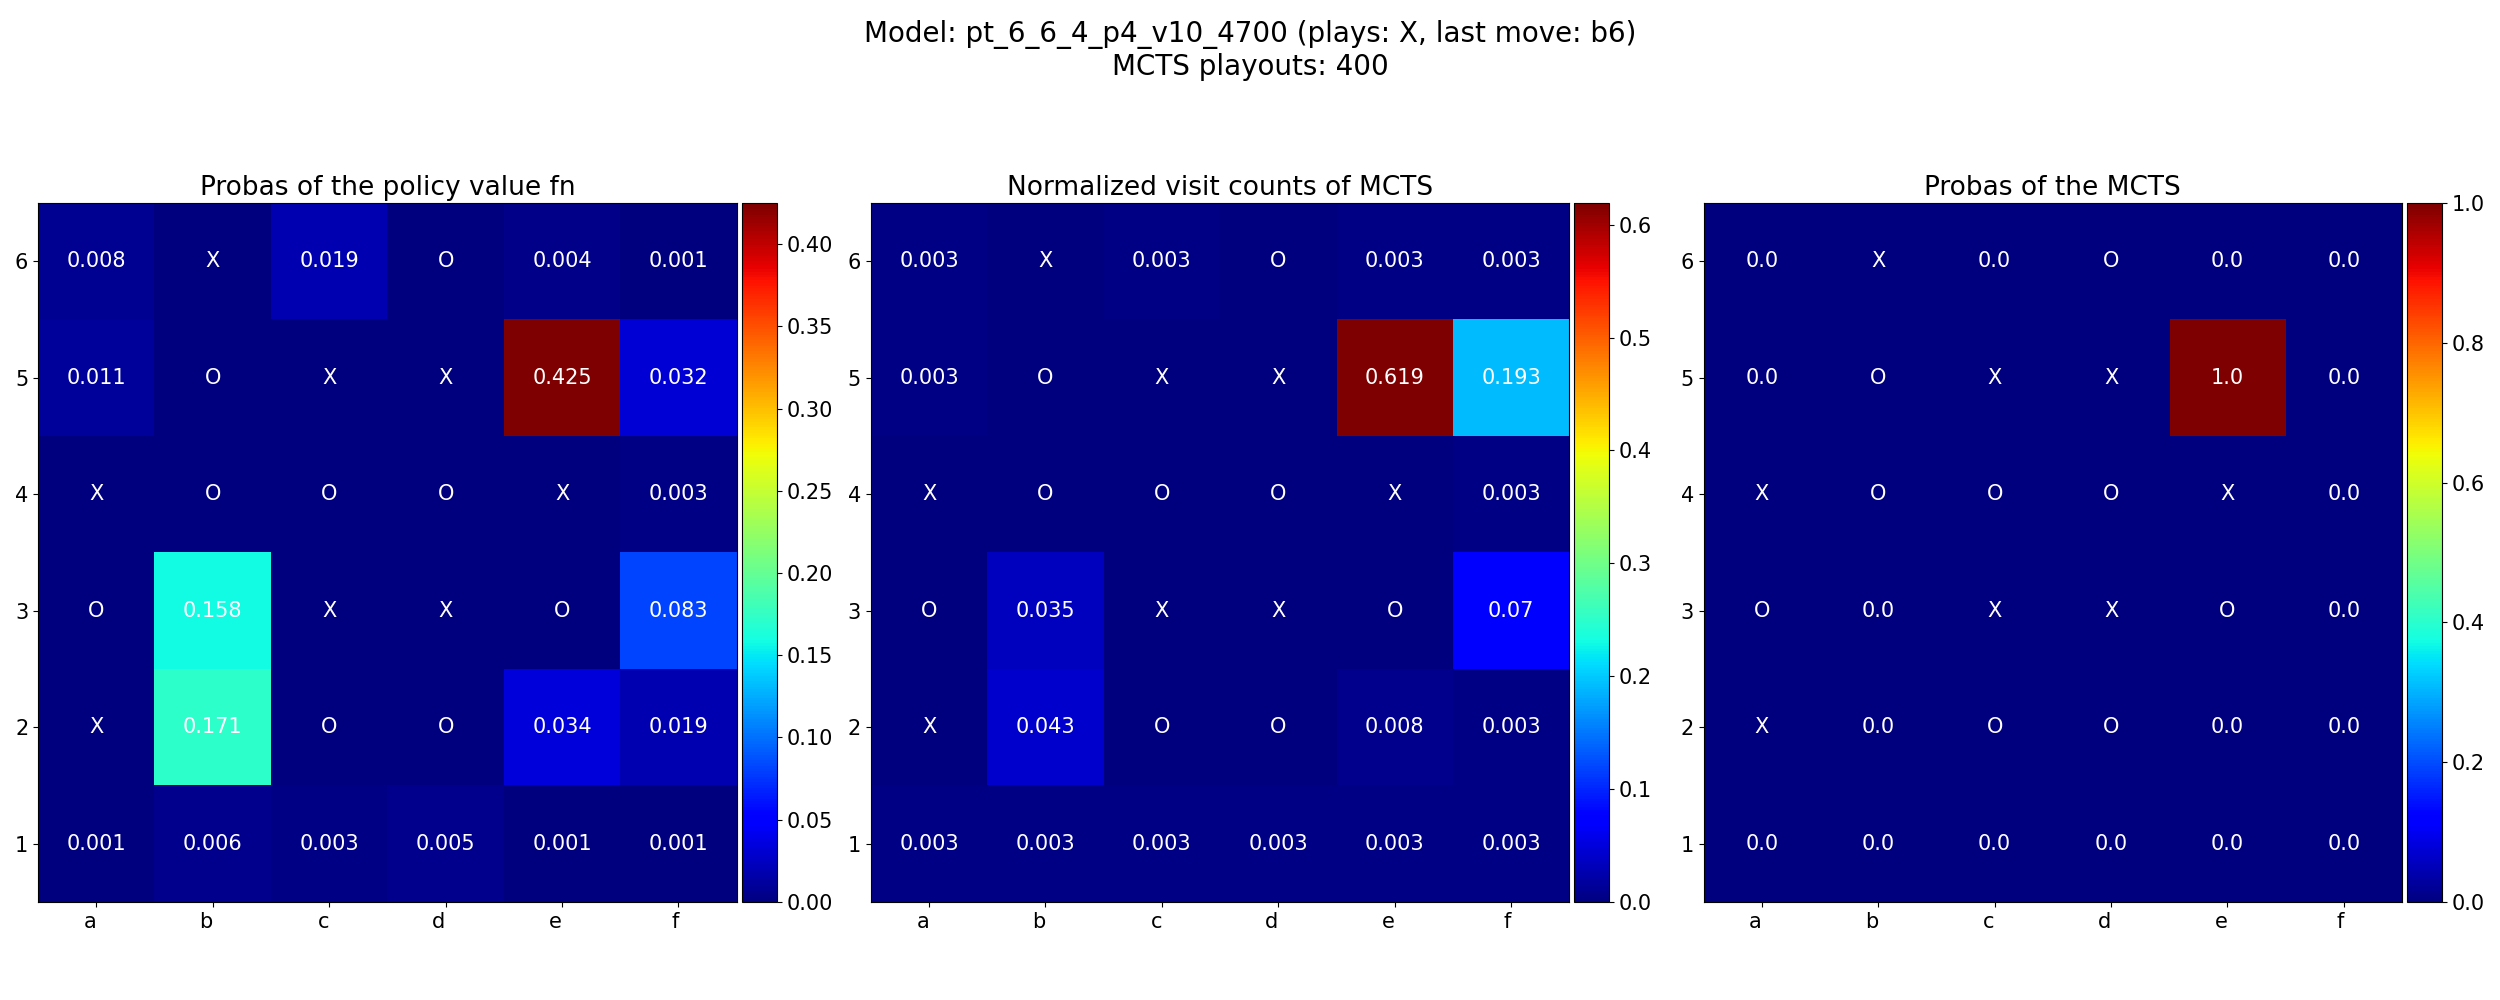 Model: pt_6_6_4_p4_v10_4700 (plays: X, last move: b6)
MCTS playouts: 400
Probas of the policy value fn
6 0.008 X 0.019 O 0.004 0.001
5 0.011 O X X 0.425 0.032
4 X O O O X 0.003
3 O 0.158 X X O 0.083
2 X 0.171 O O 0.034 0.019
1 0.001 0.006 0.003 0.005 0.001 0.001
a b c d e f
0.40
0.35
0.30
0.25
0.20
0.15
0.10
0.05
0.00
Normalized visit counts of MCTS
6 0.003 X 0.003 O 0.003 0.003
5 0.003 O X X 0.619 0.193
4 X O O O X 0.003
3 O 0.035 X X O 0.07
2 X 0.043 O O 0.008 0.003
1 0.003 0.003 0.003 0.003 0.003 0.003
a b c d e f
0.6
0.5
0.4
0.3
0.2
0.1
0.0
Probas of the MCTS
6 0.0 X 0.0 O 0.0 0.0
5 0.0 O X X 1.0 0.0
4 X O O O X 0.0
3 O 0.0 X X O 0.0
2 X 0.0 O O 0.0 0.0
1 0.0 0.0 0.0 0.0 0.0 0.0
a b c d e f
1.0
0.8
0.6
0.4
0.2
0.0